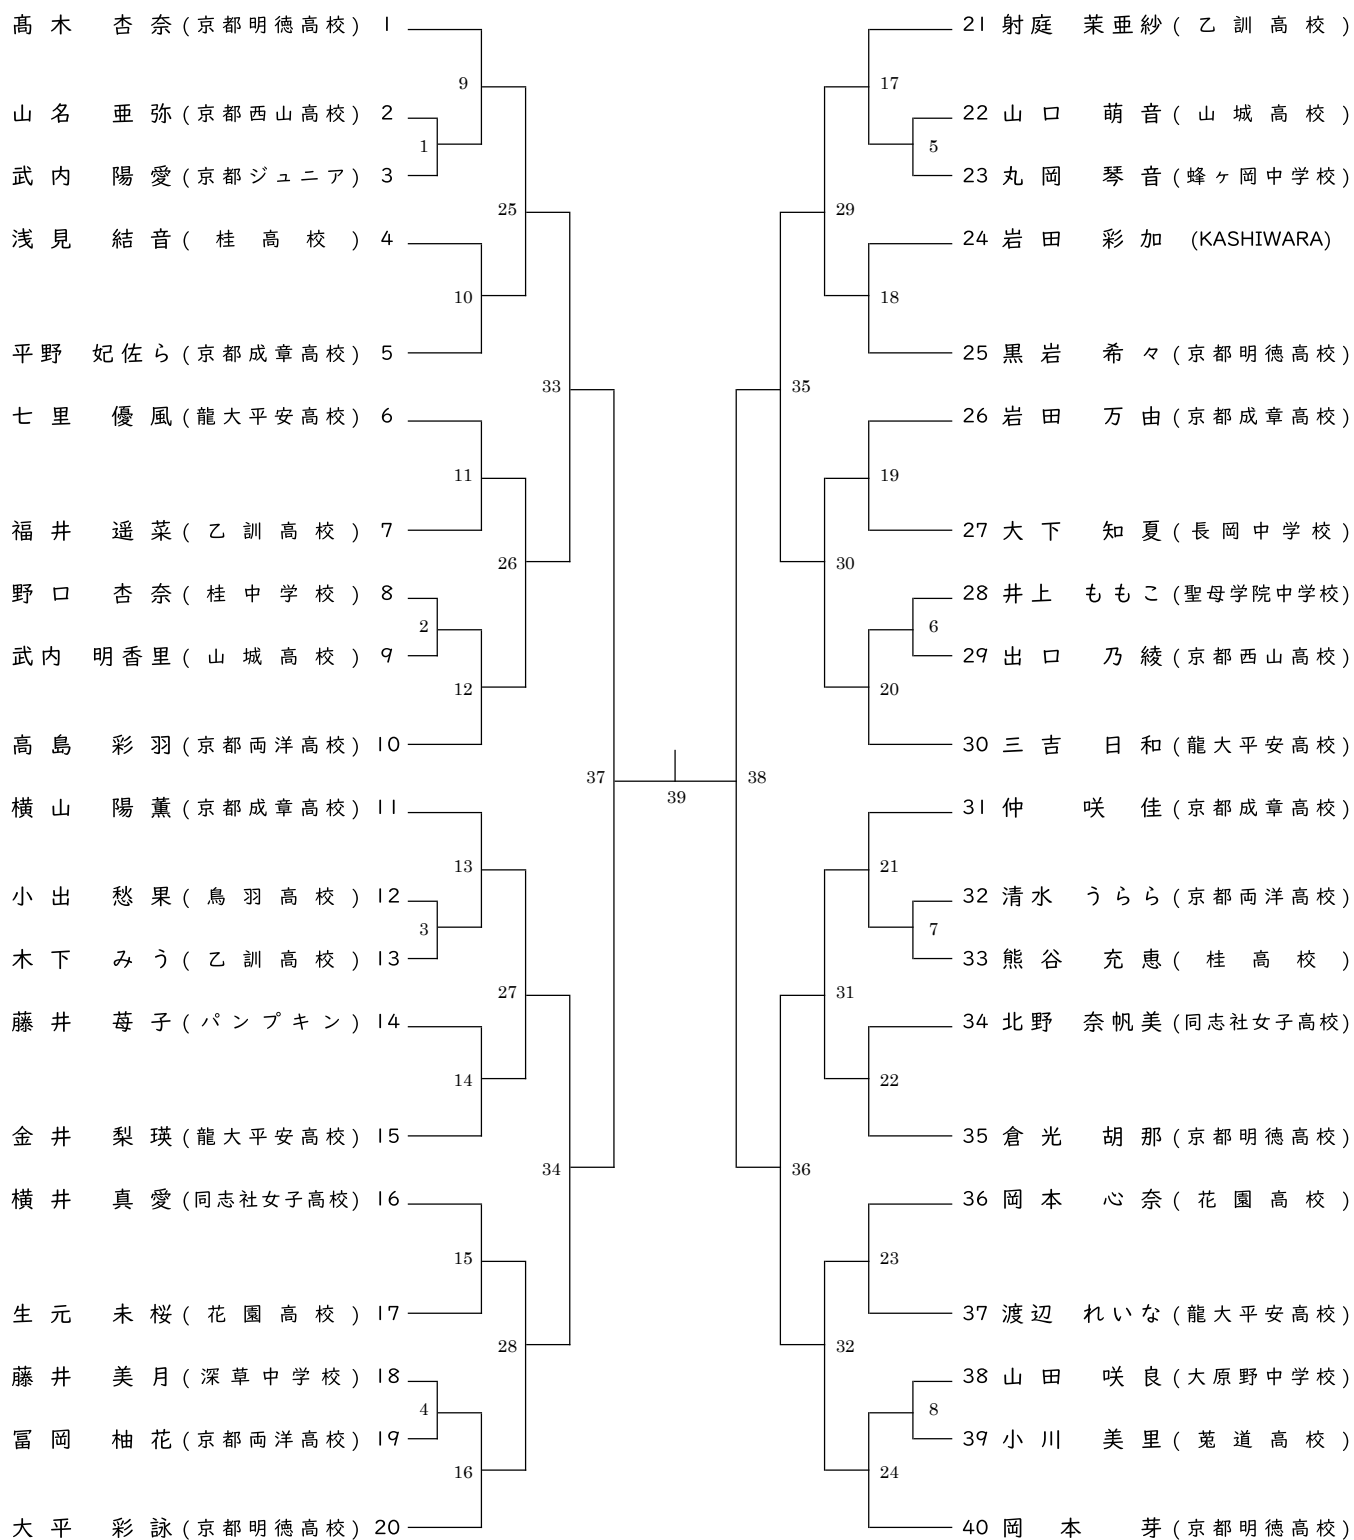 髙木 杏奈 (京都明徳高校) 1
山名 亜弥 (京都西山高校) 2
武内 陽愛 (京都ジュニア) 3
浅見 結音 (桂高校) 4
平野 妃佐ら (京都成章高校) 5
七里 優風 (龍大平安高校) 6
福井 遥菜 (乙訓高校) 7
野口 杏奈 (桂中学校) 8
武内 明香里 (山城高校) 9
高島 彩羽 (京都両洋高校) 10
横山 陽薫 (京都成章高校) 11
小出 愁果 (鳥羽高校) 12
木下 みう (乙訓高校) 13
藤井 苺子 (パンプキン) 14
金井 梨瑛 (龍大平安高校) 15
横井 真愛 (同志社女子高校) 16
生元 未桜 (花園高校) 17
藤井 美月 (深草中学校) 18
冨岡 柚花 (京都両洋高校) 19
大平 彩詠 (京都明徳高校) 20
9
1
25
10
33
11
26
2
12
37
13
3
27
14
34
15
28
4
16
39
38
17
5
29
18
35
19
30
6
20
21
7
31
22
36
23
32
8
24
21 射庭 茉亜紗 (乙訓高校)
22 山口 萌音 (山城高校)
23 丸岡 琴音 (蜂ヶ岡中学校)
24 岩田 彩加 (KASHIWARA)
25 黒岩 希々 (京都明徳高校)
26 岩田 万由 (京都成章高校)
27 大下 知夏 (長岡中学校)
28 井上 ももこ (聖母学院中学校)
29 出口 乃綾 (京都西山高校)
30 三吉 日和 (龍大平安高校)
31 仲 咲佳 (京都成章高校)
32 清水 うらら (京都両洋高校)
33 熊谷 充恵 (桂高校)
34 北野 奈帆美 (同志社女子高校)
35 倉光 胡那 (京都明徳高校)
36 岡本 心奈 (花園高校)
37 渡辺 れいな (龍大平安高校)
38 山田 咲良 (大原野中学校)
39 小川 美里 (莵道高校)
40 岡本 芽 (京都明徳高校)